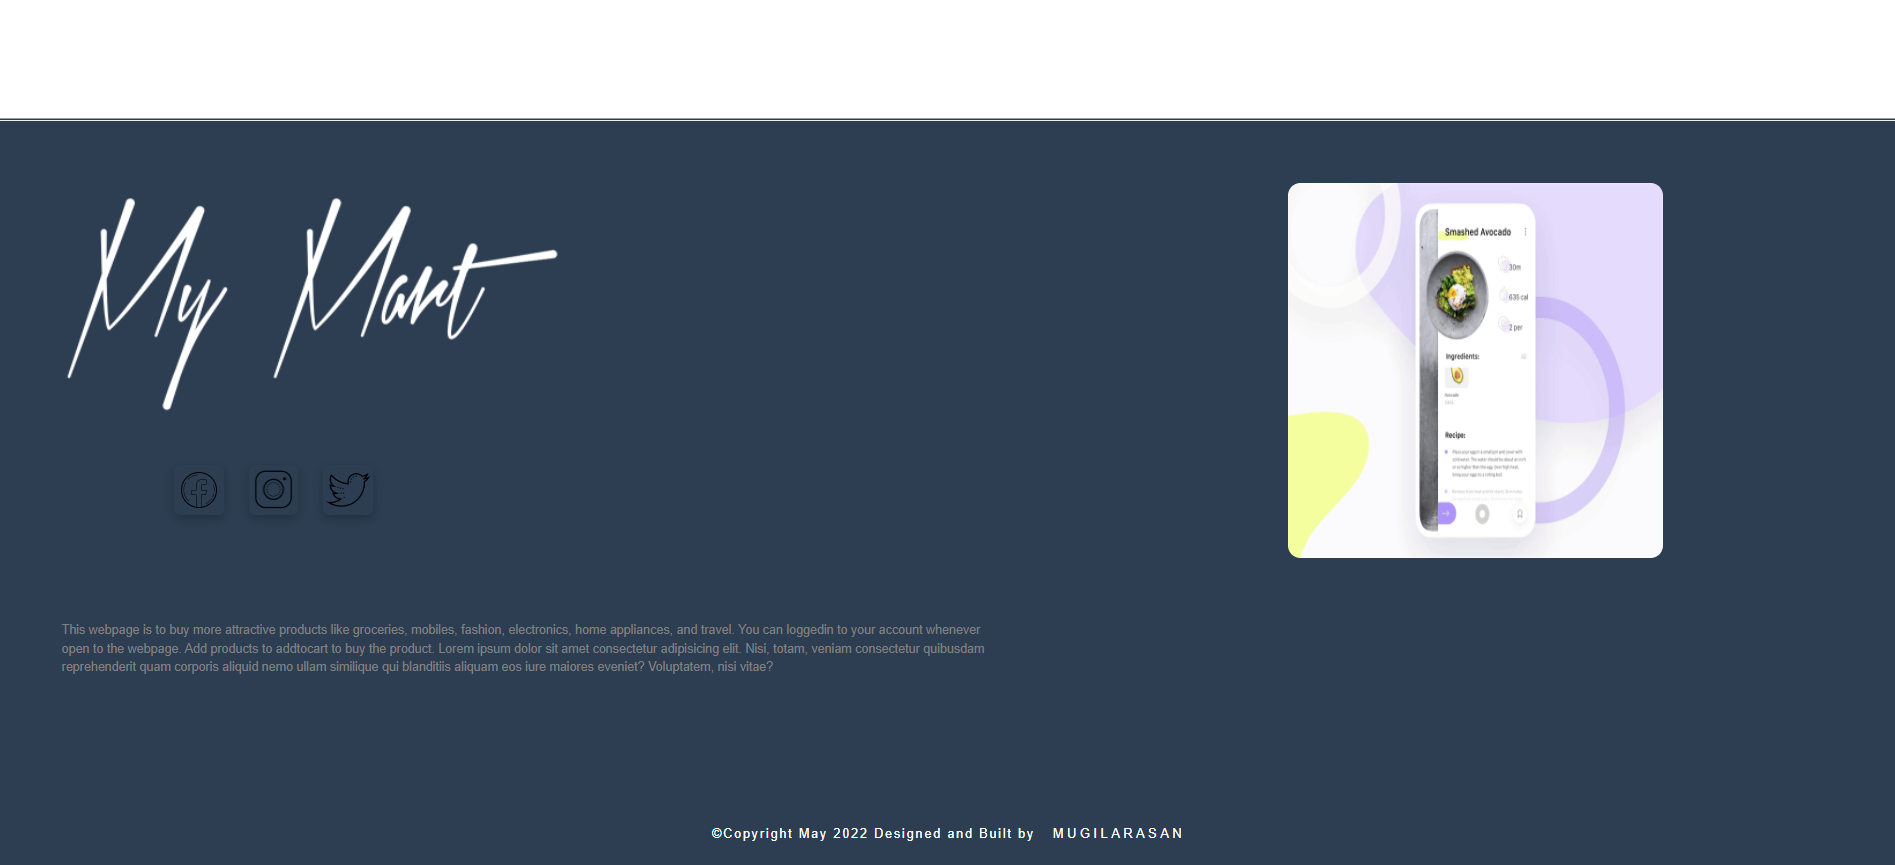 My Mart
Smashed Avocado
30m
635 cal
2 per
Ingredients:
Avocado
Recipe:
This webpage is to buy more attractive products like groceries, mobiles, fashion, electronics, home appliances, and travel. You can loggedin to your account whenever
open to the webpage. Add products to addtocart to buy the product. Lorem ipsum dolor sit amet consectetur adipisicing elit. Nisi, totam, veniam consectetur quibusdam
reprehenderit quam corporis aliquid nemo ullam similique qui blanditiis aliquam eos iure maiores eveniet? Voluptatem, nisi vitae?
©Copyright May 2022 Designed and Built by MUGILARASAN